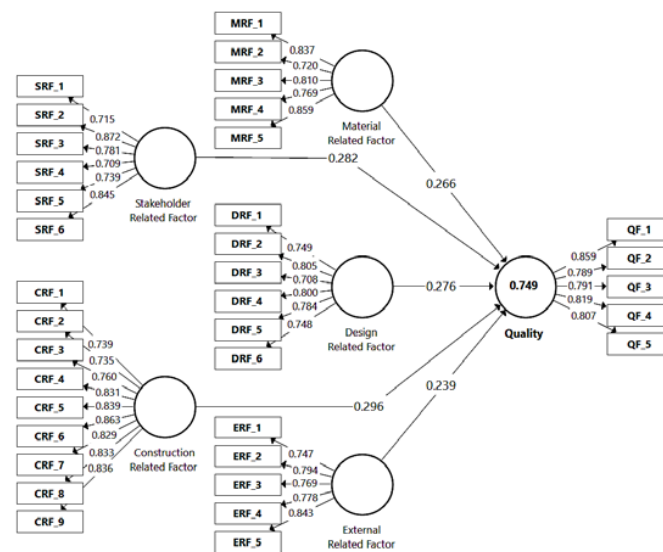 MRF_1
MRF_2
MRF_3
MRF_4
MRF_5
0.837
0.720
0.810
0.769
0.859
Material
Related Factor
SRF_1
SRF_2
SRF_3
SRF_4
SRF_5
SRF_6
0.715
0.872
0.781
0.709
0.739
0.845
Stakeholder
Related Factor
0.282
0.266
DRF_1
DRF_2
DRF_3
DRF_4
DRF_5
DRF_6
0.749
0.805
0.708
0.800
0.784
0.748
Design
Related Factor
0.276
0.749
Quality
QF_1
QF_2
QF_3
QF_4
QF_5
0.859
0.789
0.791
0.819
0.807
CRF_1
CRF_2
CRF_3
CRF_4
CRF_5
CRF_6
CRF_7
CRF_8
CRF_9
0.739
0.735
0.760
0.831
0.839
0.863
0.829
0.833
0.836
Construction
Related Factor
0.296
0.239
ERF_1
ERF_2
ERF_3
ERF_4
ERF_5
0.747
0.794
0.769
0.778
0.843
External
Related Factor